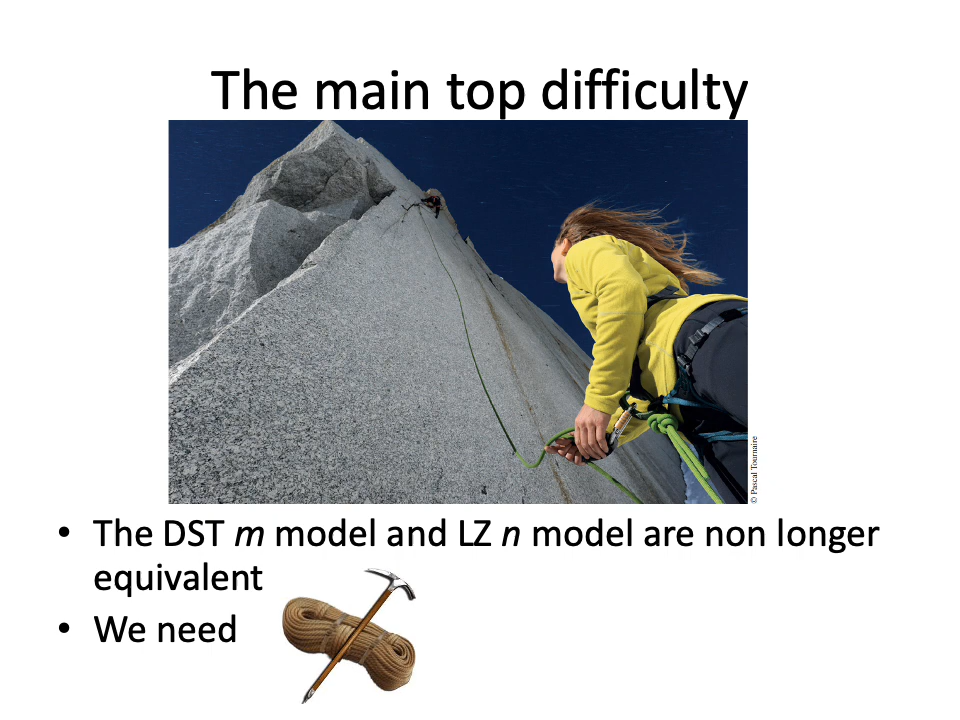 The main top difficulty
© Pascal Tournaire
• The DST m model and LZ n model are non longer
equivalent
• We need